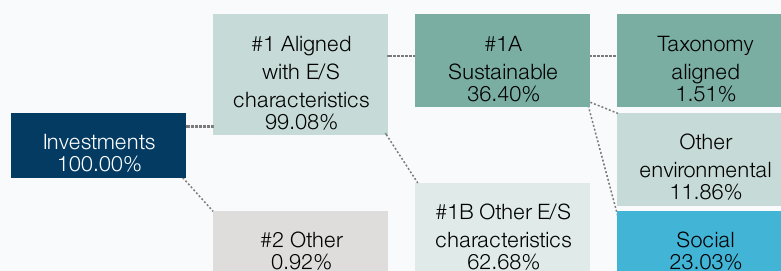 Investments
100.00%
#1 Aligned
with E/S
characteristics
99.08%
#2 Other
0.92%
#1A
Sustainable
36.40%
#1B Other E/S
characteristics
62.68%
Taxonomy
aligned
1.51%
Other
environmental
11.86%
Social
23.03%